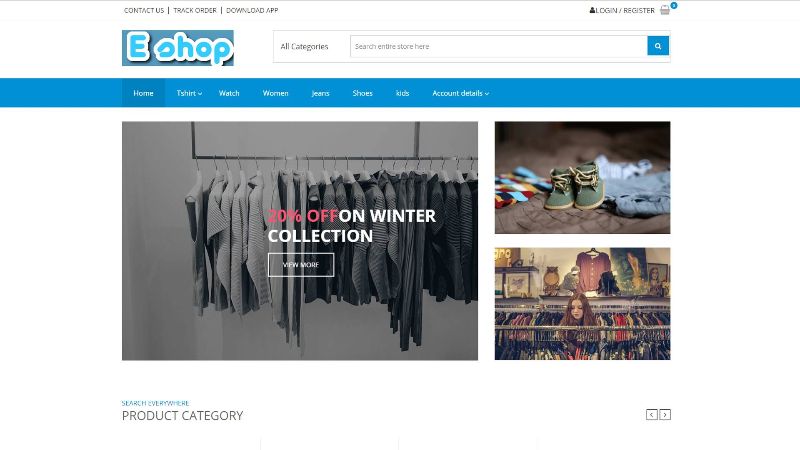 CONTACT US | TRACK ORDER | DOWNLOAD APP
LOGIN / REGISTER 0
E shop
All Categories
Search entire store here
Home Tshirt Watch Women Jeans Shoes kids Account details
20% OFFON WINTER
COLLECTION
VIEW MORE
gro
SEARCH EVERYWHERE
PRODUCT CATEGORY